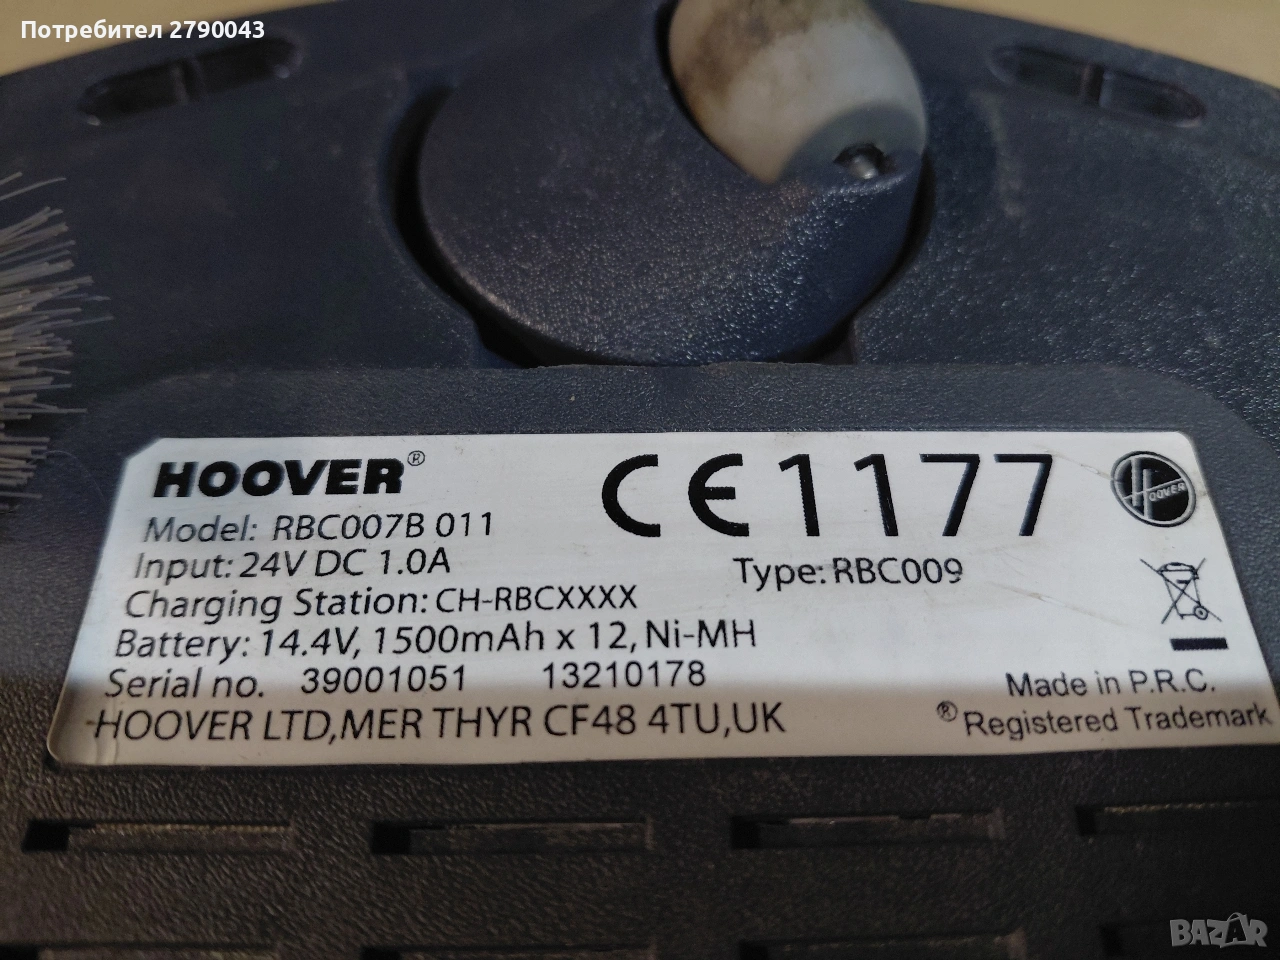 Потребител 2790043
HOOVER®
CE1177
HOOVER
Model: RBC007B 011
Input: 24V DC 1.0A
Type: RBC009
Charging Station: CH-RBCXXXX
Battery: 14.4V, 1500mAh x 12, Ni-MH
Serial no. 39001051 13210178
Made in P.R.C.
HOOVER LTD,MER THYR CF48 4TU,UK
® Registered Trademark
BAZAR